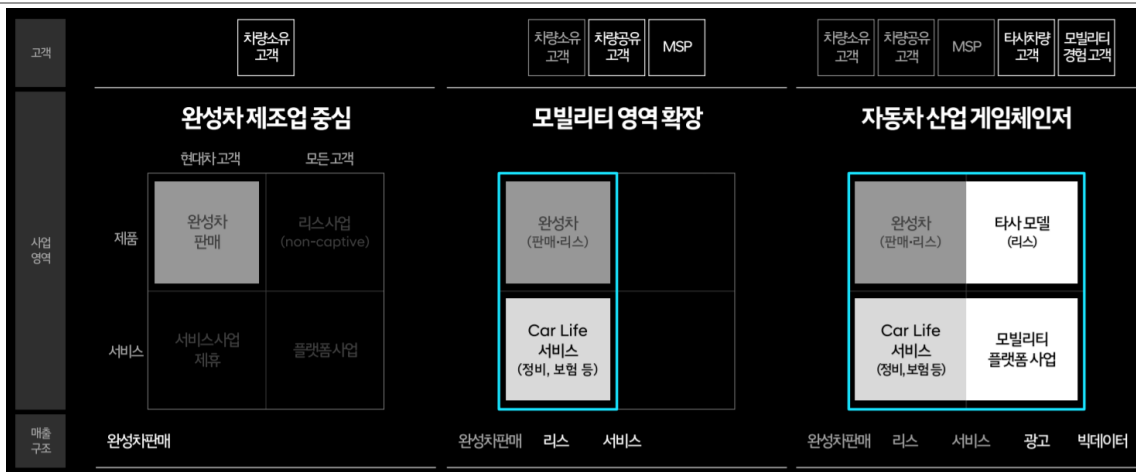 고객
차량소유
고객
차량소유
고객
차량공유
고객
MSP
차량소유
고객
차량공유
고객
MSP
타사차량
고객
모빌리티
경험 고객
완성차 제조업 중심
모빌리티 영역 확장
자동차 산업 게임체인저
현대차 고객
모든 고객
사업
영역
제품
완성차
판매
리스 사업
(non-captive)
서비스
서비스 사업
제휴
플랫폼 사업
완성차
(판매·리스)
Car Life
서비스
(정비, 보험 등)
완성차
(판매·리스)
타사 모델
(리스)
Car Life
서비스
(정비, 보험 등)
모빌리티
플랫폼 사업
매출
구조
완성차판매
완성차판매 리스 서비스
완성차판매 리스 서비스 광고 빅데이터